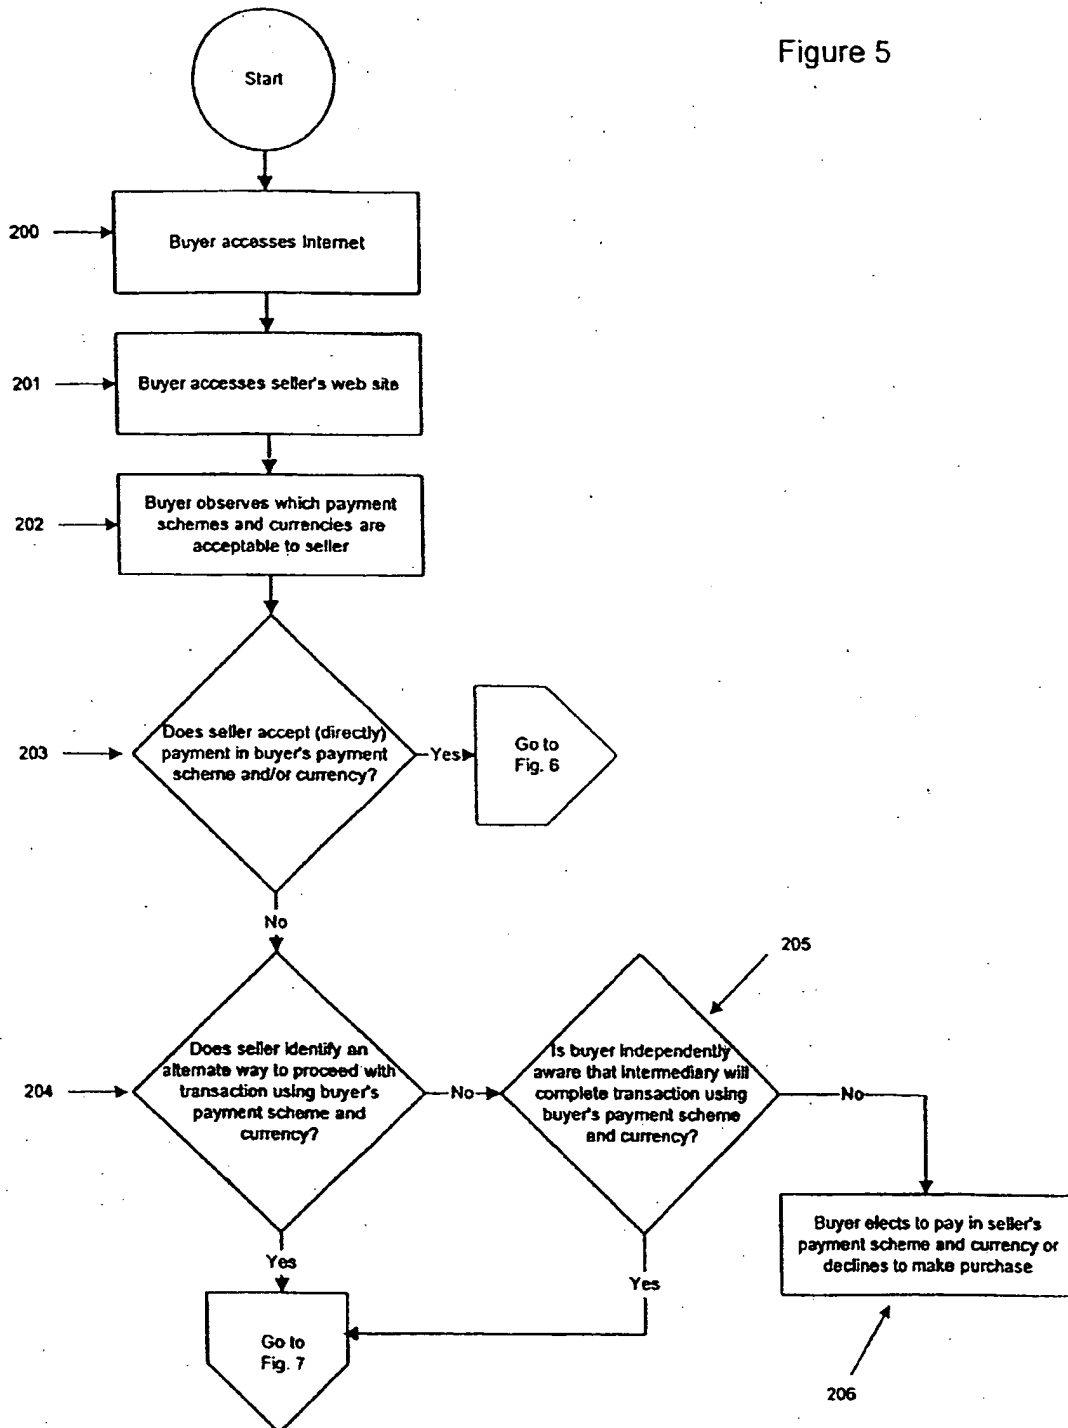 Figure 5
Start
200
Buyer accesses Internet
201
Buyer accesses seller's web site
202
Buyer observes which payment
schemes and currencies are
acceptable to seller
203
Does seller accept (directly)
payment in buyer's payment
scheme and/or currency?
Yes
Go to
Fig. 6
No
204
Does seller identify an
alternate way to proceed with
transaction using buyer's
payment scheme and
currency?
No
205
Is buyer independently
aware that intermediary will
complete transaction using
buyer's payment scheme
and currency?
No
Buyer elects to pay in seller's
payment scheme and currency or
declines to make purchase
206
Yes
Yes
Go to
Fig. 7